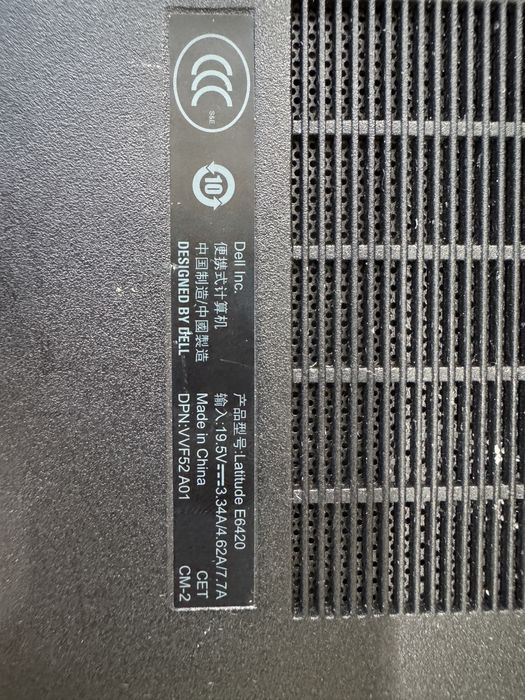 CCC
S&E
10
Dell Inc.
便携式计算机
中国制造/中國製造
DESIGNED BY DELL
产品型号:Latitude E6420
输入:19.5V⎓3.34A/4.62A/7.7A
Made in China CET
DPN:VVF52 A01 CM-2